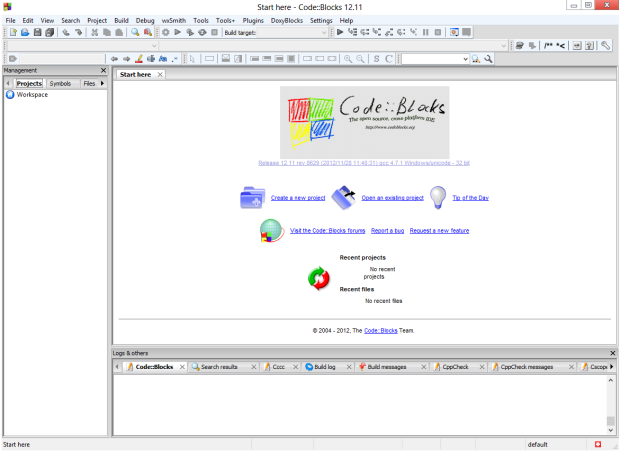 Start here - Code::Blocks 12.11
File Edit View Search Project Build Debug wxSmith Tools Tools+ Plugins DoxyBlocks Settings Help
Build target:
/** *<
S C
Management
Projects Symbols Files
Workspace
Start here
Code::Blocks
The open source, cross platform IDE
http://www.codeblocks.org
Release 12.11 rev 8629 (2012/11/28 11:40:31) gcc 4.7.1 Windows/unicode - 32 bit
Create a new project Open an existing project Tip of the Day
Visit the Code::Blocks forums Report a bug Request a new feature
Recent projects
No recent
projects
Recent files
No recent files
© 2004 - 2012, The Code::Blocks Team.
Logs & others
Code::Blocks Search results Cccc Build log Build messages CppCheck CppCheck messages Cscope
Start here default